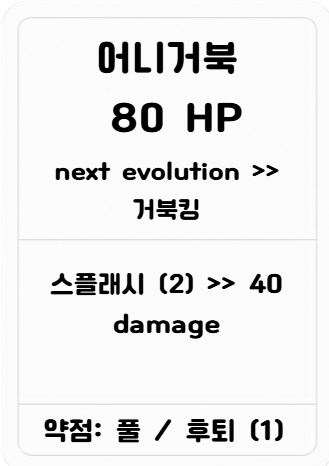 어니거북
80 HP
next evolution >>
거북킹
스플래시 (2) >> 40
damage
약점: 풀 / 후퇴 (1)